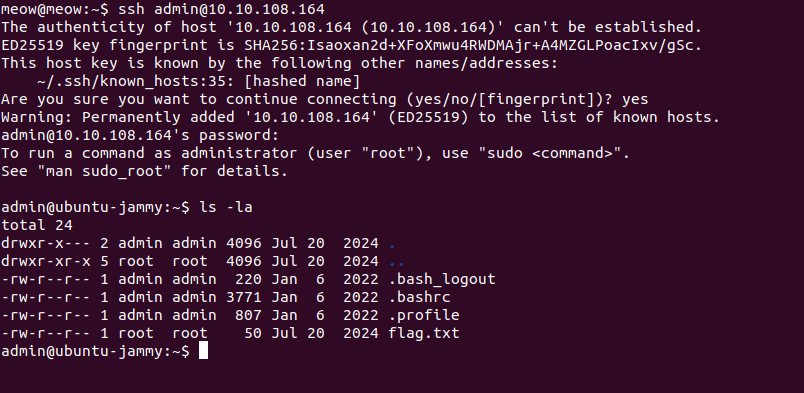 meow@meow:~$ ssh admin@10.10.108.164
The authenticity of host '10.10.108.164 (10.10.108.164)' can't be established.
ED25519 key fingerprint is SHA256:Isaoxan2d+XFoXmwu4RWDMAjr+A4MZGLPoacIxv/gSc.
This host key is known by the following other names/addresses:
    ~/.ssh/known_hosts:35: [hashed name]
Are you sure you want to continue connecting (yes/no/[fingerprint])? yes
Warning: Permanently added '10.10.108.164' (ED25519) to the list of known hosts.
admin@10.10.108.164's password:
To run a command as administrator (user "root"), use "sudo <command>".
See "man sudo_root" for details.

admin@ubuntu-jammy:~$ ls -la
total 24
drwxr-x--- 2 admin admin 4096 Jul 20  2024 .
drwxr-xr-x 5 root  root  4096 Jul 20  2024 ..
-rw-r--r-- 1 admin admin  220 Jan  6  2022 .bash_logout
-rw-r--r-- 1 admin admin 3771 Jan  6  2022 .bashrc
-rw-r--r-- 1 admin admin  807 Jan  6  2022 .profile
-rw-r--r-- 1 root  root    50 Jul 20  2024 flag.txt
admin@ubuntu-jammy:~$